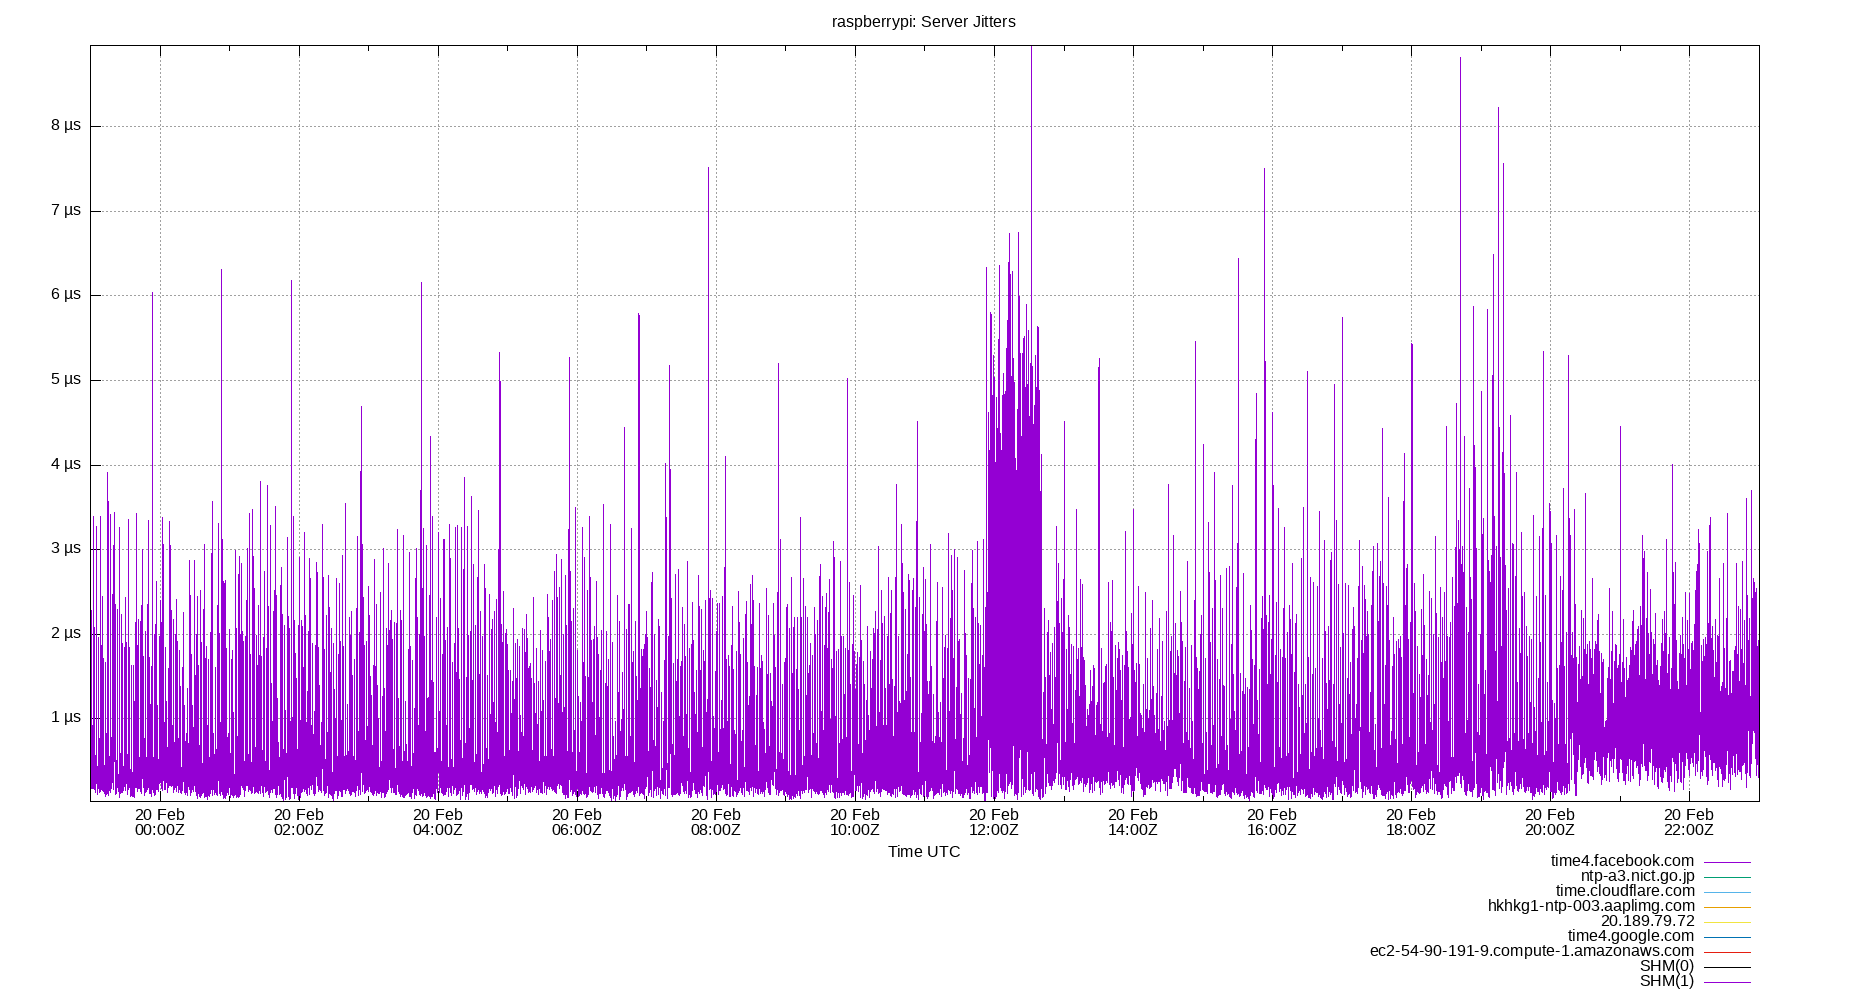 raspberrypi: Server Jitters
8 µs
7 µs
6 µs
5 µs
4 µs
3 µs
2 µs
1 µs
20 Feb 20 Feb 20 Feb 20 Feb 20 Feb 20 Feb 20 Feb 20 Feb 20 Feb 20 Feb 20 Feb 20 Feb
00:00Z 02:00Z 04:00Z 06:00Z 08:00Z 10:00Z 12:00Z 14:00Z 16:00Z 18:00Z 20:00Z 22:00Z
Time UTC
time4.facebook.com
ntp-a3.nict.go.jp
time.cloudflare.com
hkhkg1-ntp-003.aaplimg.com
20.189.79.72
time4.google.com
ec2-54-90-191-9.compute-1.amazonaws.com
SHM(0)
SHM(1)